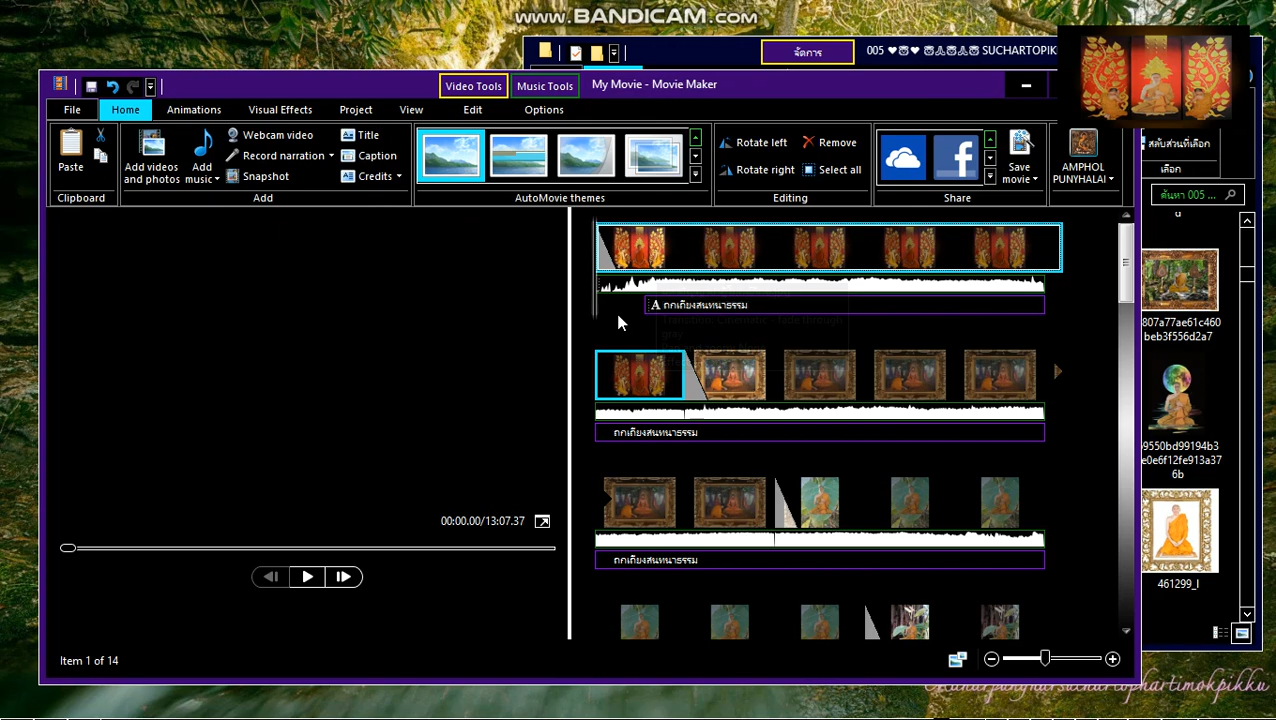 www.BANDICAM.com
จัดการ
005 ❤😇❤ 😇🙏😇🙏😇 SUCHARTOPIK
Video Tools
Music Tools
My Movie - Movie Maker
File
Home
Animations
Visual Effects
Project
View
Edit
Options
Paste
Clipboard
Add videos
and photos
Add
music
Webcam video
Record narration
Snapshot
Title
Caption
Credits
Add
AutoMovie themes
Rotate left
Remove
Rotate right
Select all
Editing
Save
movie
Share
AMPHOL
PUNYHALAI
สลับส่วนที่เลือก
เลือก
ค้นหา 005 ...
A ถกเถียงสนทนาธรรม
ถกเถียงสนทนาธรรม
ถกเถียงสนทนาธรรม
807a77ae61c460
beb3f556d2a7
9550bd99194b3
e0e6f12fe913a37
6b
461299_l
00:00.00/13:07.37
Item 1 of 14